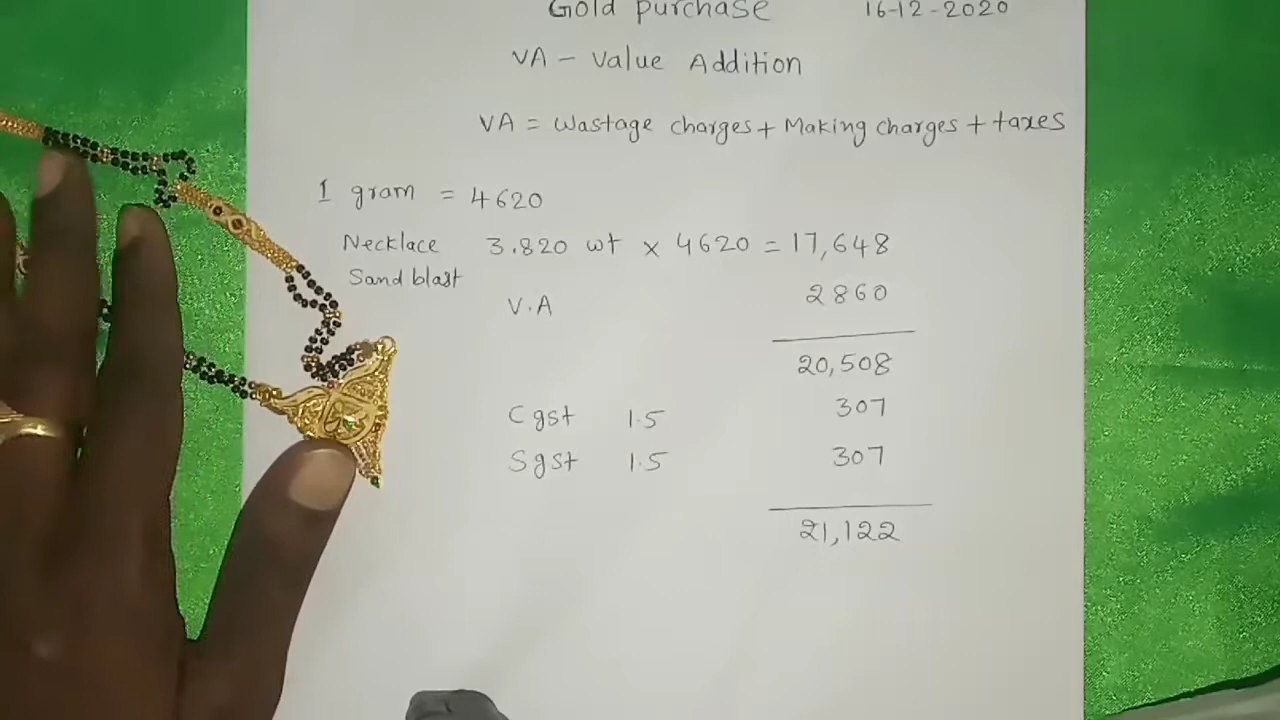 Gold purchase 16-12-2020
VA - Value Addition
VA = Wastage charges + Making charges + taxes
1 gram = 4620
Necklace 3.820 wt x 4620 = 17,648
Sand blast
V.A 2860
20,508
Cgst 1.5 307
Sgst 1.5 307
21,122